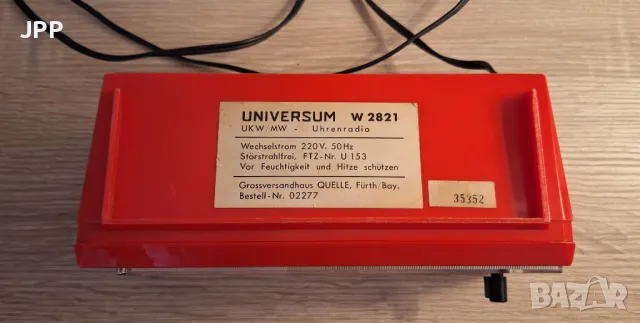 JPP
UNIVERSUM W 2821
UKW/MW - Uhrenradio
Wechselstrom 220V. 50Hz
Störstrahlfrei, FTZ-Nr. U 153
Vor Feuchtigkeit und Hitze schützen
Grossversandhaus QUELLE, Fürth/Bay.
Bestell-Nr. 02277
35352
BAZAR